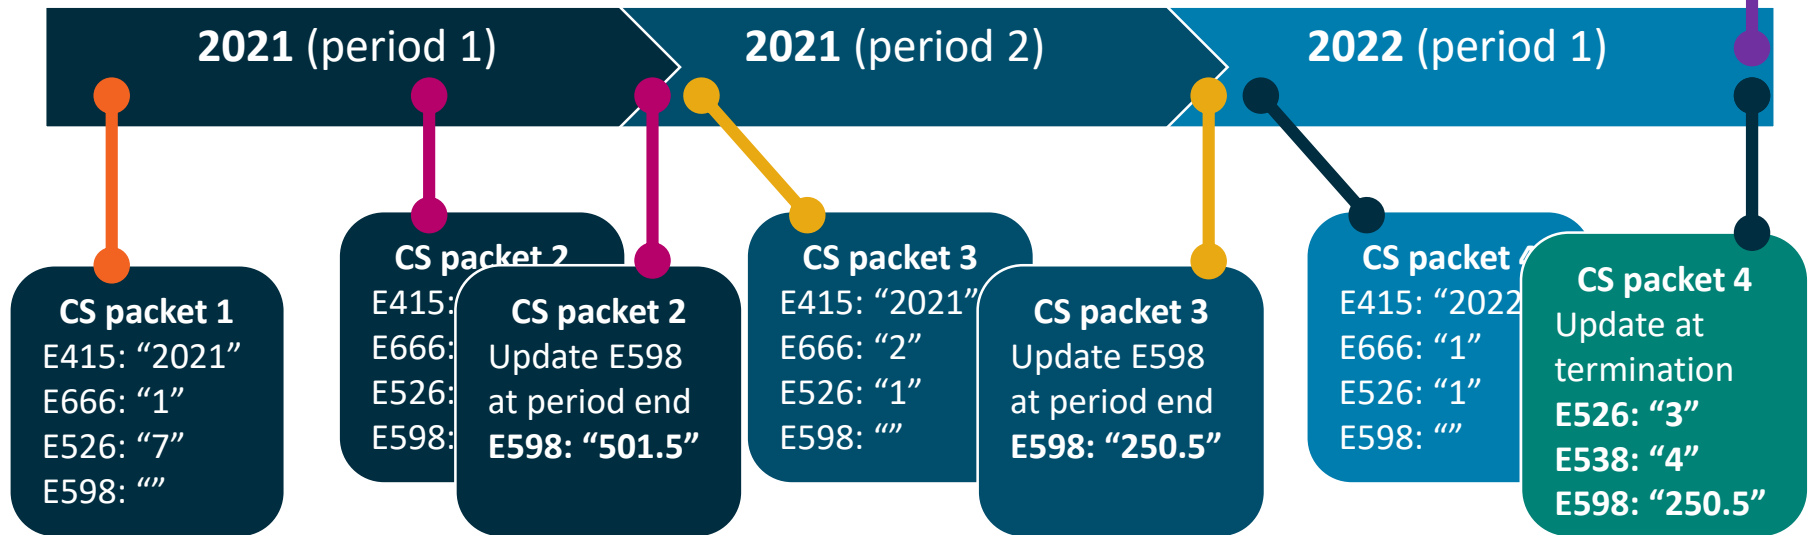 2021 (period 1)
2021 (period 2)
2022 (period 1)
CS packet 1
E415: “2021”
E666: “1”
E526: “7”
E598: “”
CS packet 2
E415:
E666:
E526:
E598:
CS packet 2
Update E598
at period end
E598: “501.5”
CS packet 3
E415: “2021”
E666: “2”
E526: “1”
E598: “”
CS packet 3
Update E598
at period end
E598: “250.5”
CS packet 4
E415: “2022
E666: “1”
E526: “1”
E598: “”
CS packet 4
Update at
termination
E526: “3”
E538: “4”
E598: “250.5”